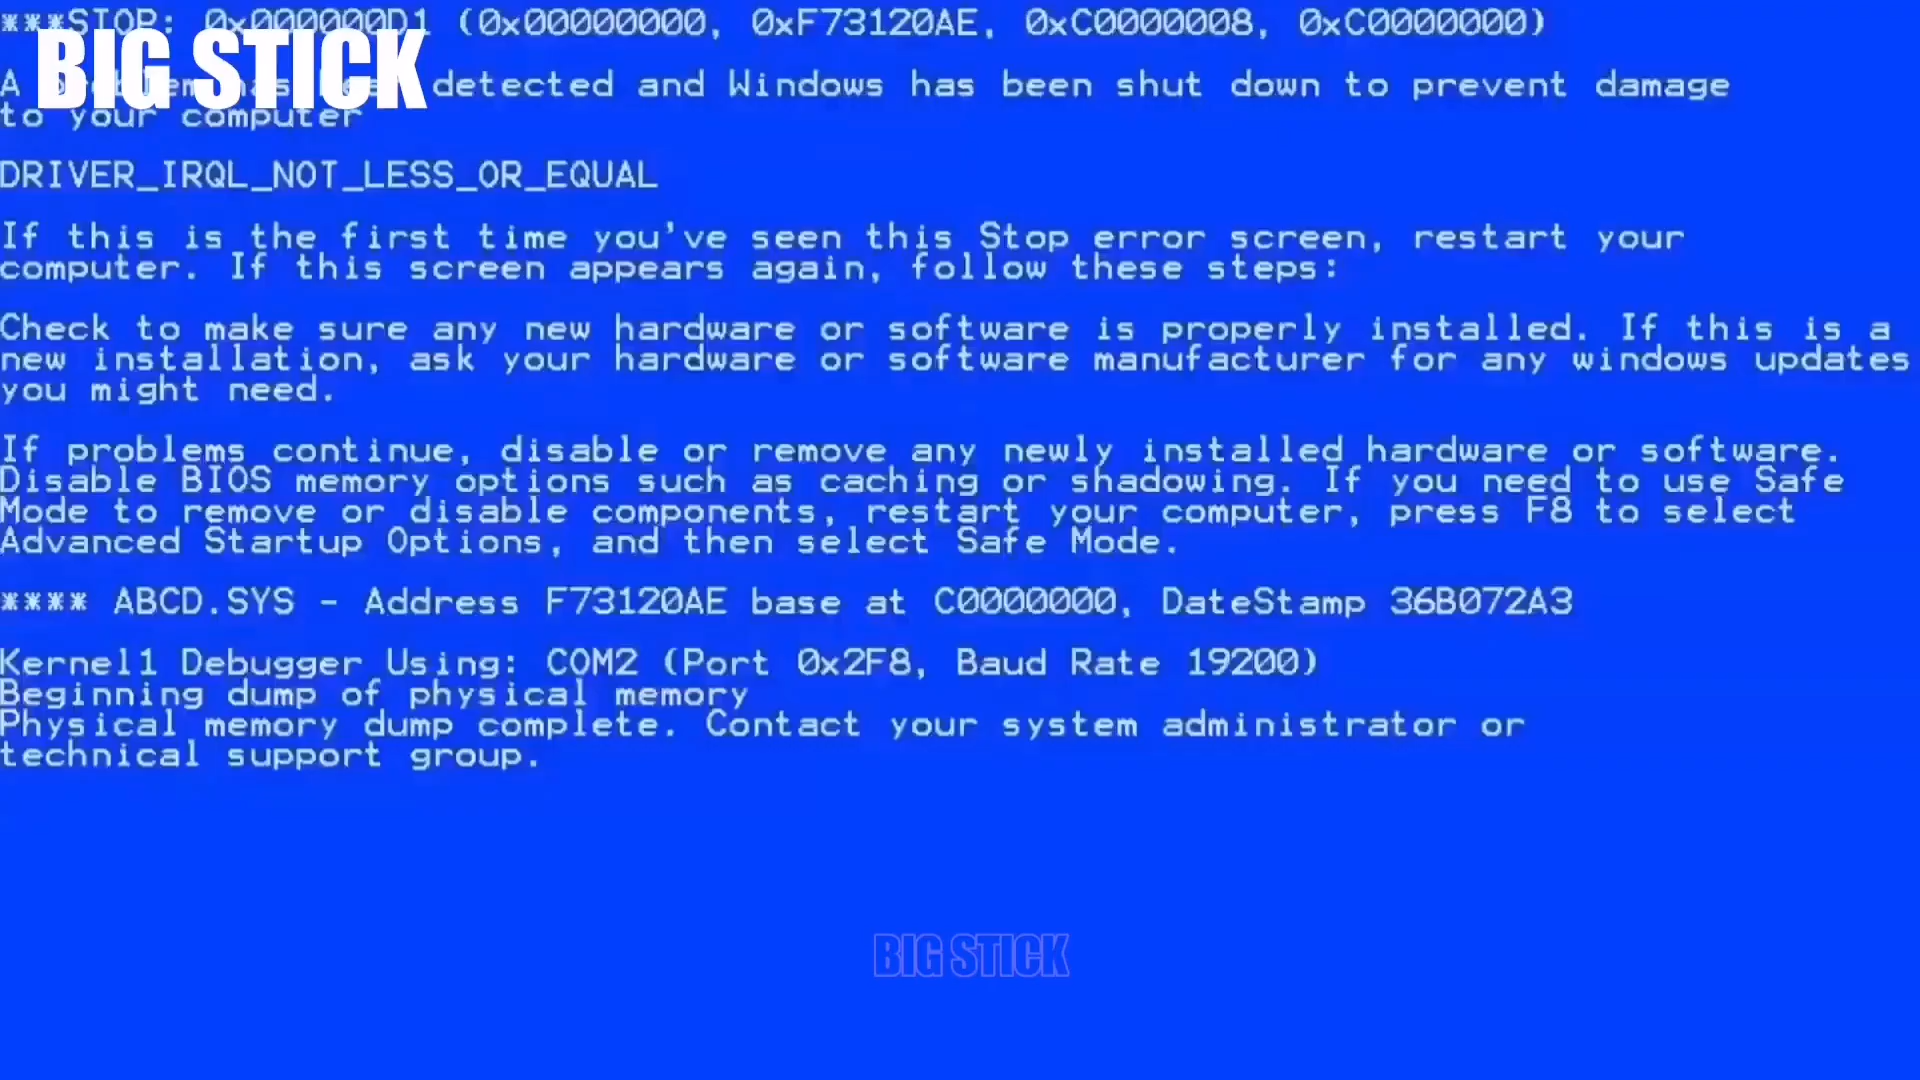 ***STOP: 0x000000D1 (0x00000000, 0xF73120AE, 0xC0000008, 0xC0000000)
BIG STICK
A problem has been detected and Windows has been shut down to prevent damage
to your computer
DRIVER_IRQL_NOT_LESS_OR_EQUAL
If this is the first time you've seen this Stop error screen, restart your
computer. If this screen appears again, follow these steps:
Check to make sure any new hardware or software is properly installed. If this is a
new installation, ask your hardware or software manufacturer for any windows updates
you might need.
If problems continue, disable or remove any newly installed hardware or software.
Disable BIOS memory options such as caching or shadowing. If you need to use Safe
Mode to remove or disable components, restart your computer, press F8 to select
Advanced Startup Options, and then select Safe Mode.
**** ABCD.SYS - Address F73120AE base at C0000000, DateStamp 36B072A3
Kernel1 Debugger Using: COM2 (Port 0x2F8, Baud Rate 19200)
Beginning dump of physical memory
Physical memory dump complete. Contact your system administrator or
technical support group.
BIG STICK